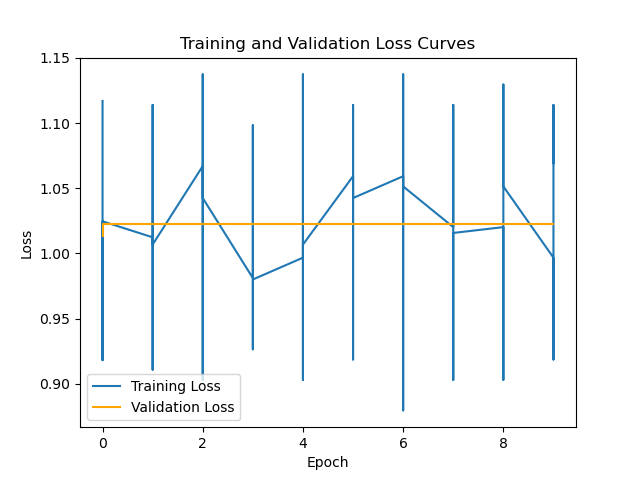 Training and Validation Loss Curves
1.15
1.10
1.05
1.00
0.95
0.90
Loss
Training Loss
Validation Loss
0 2 4 6 8
Epoch